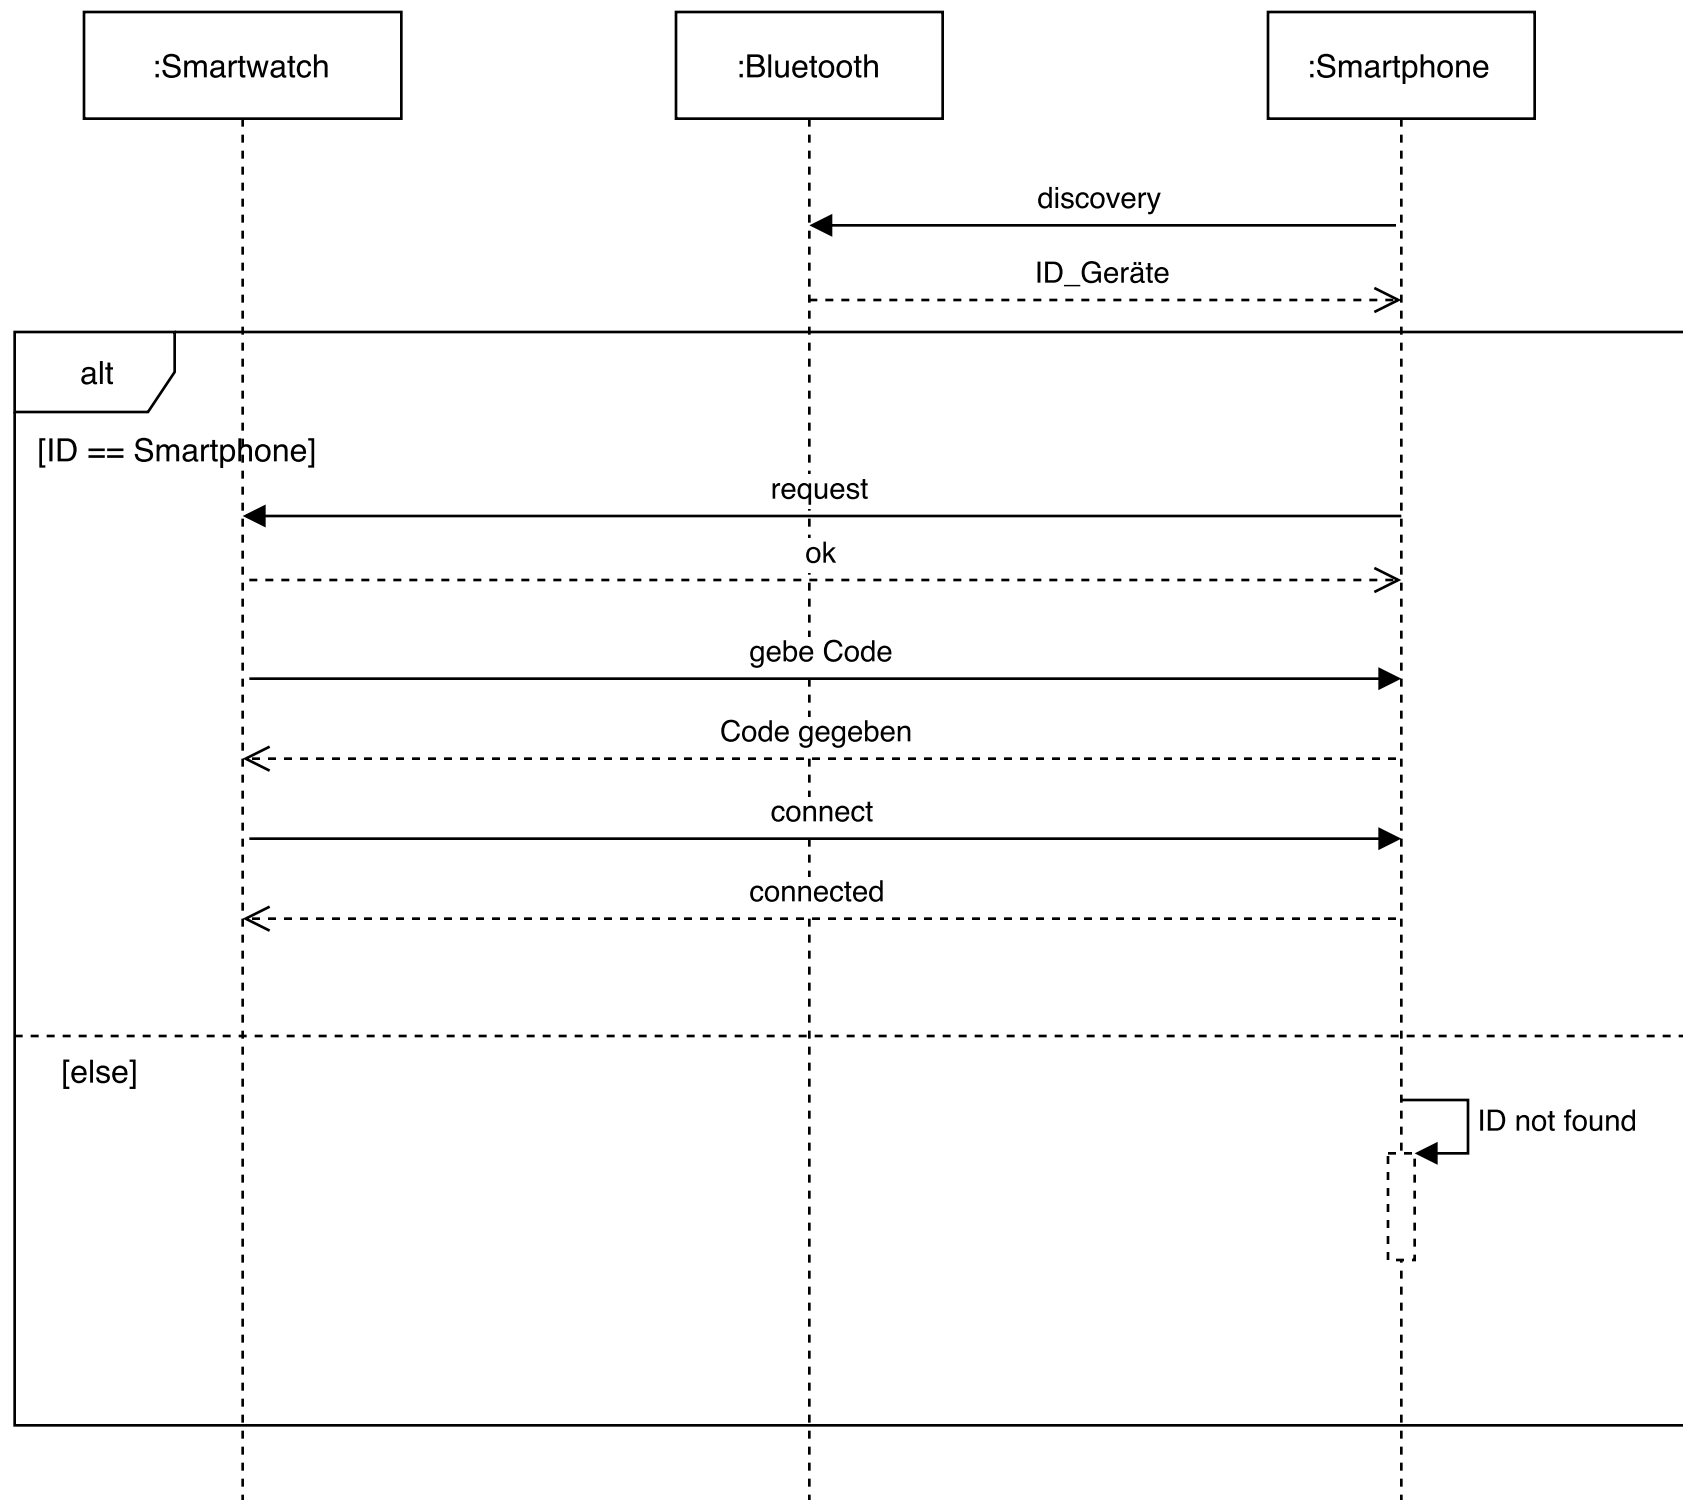 :Smartwatch
:Bluetooth
:Smartphone
discovery
ID_Geräte
alt
[ID == Smartphone]
request
ok
gebe Code
Code gegeben
connect
connected
[else]
ID not found